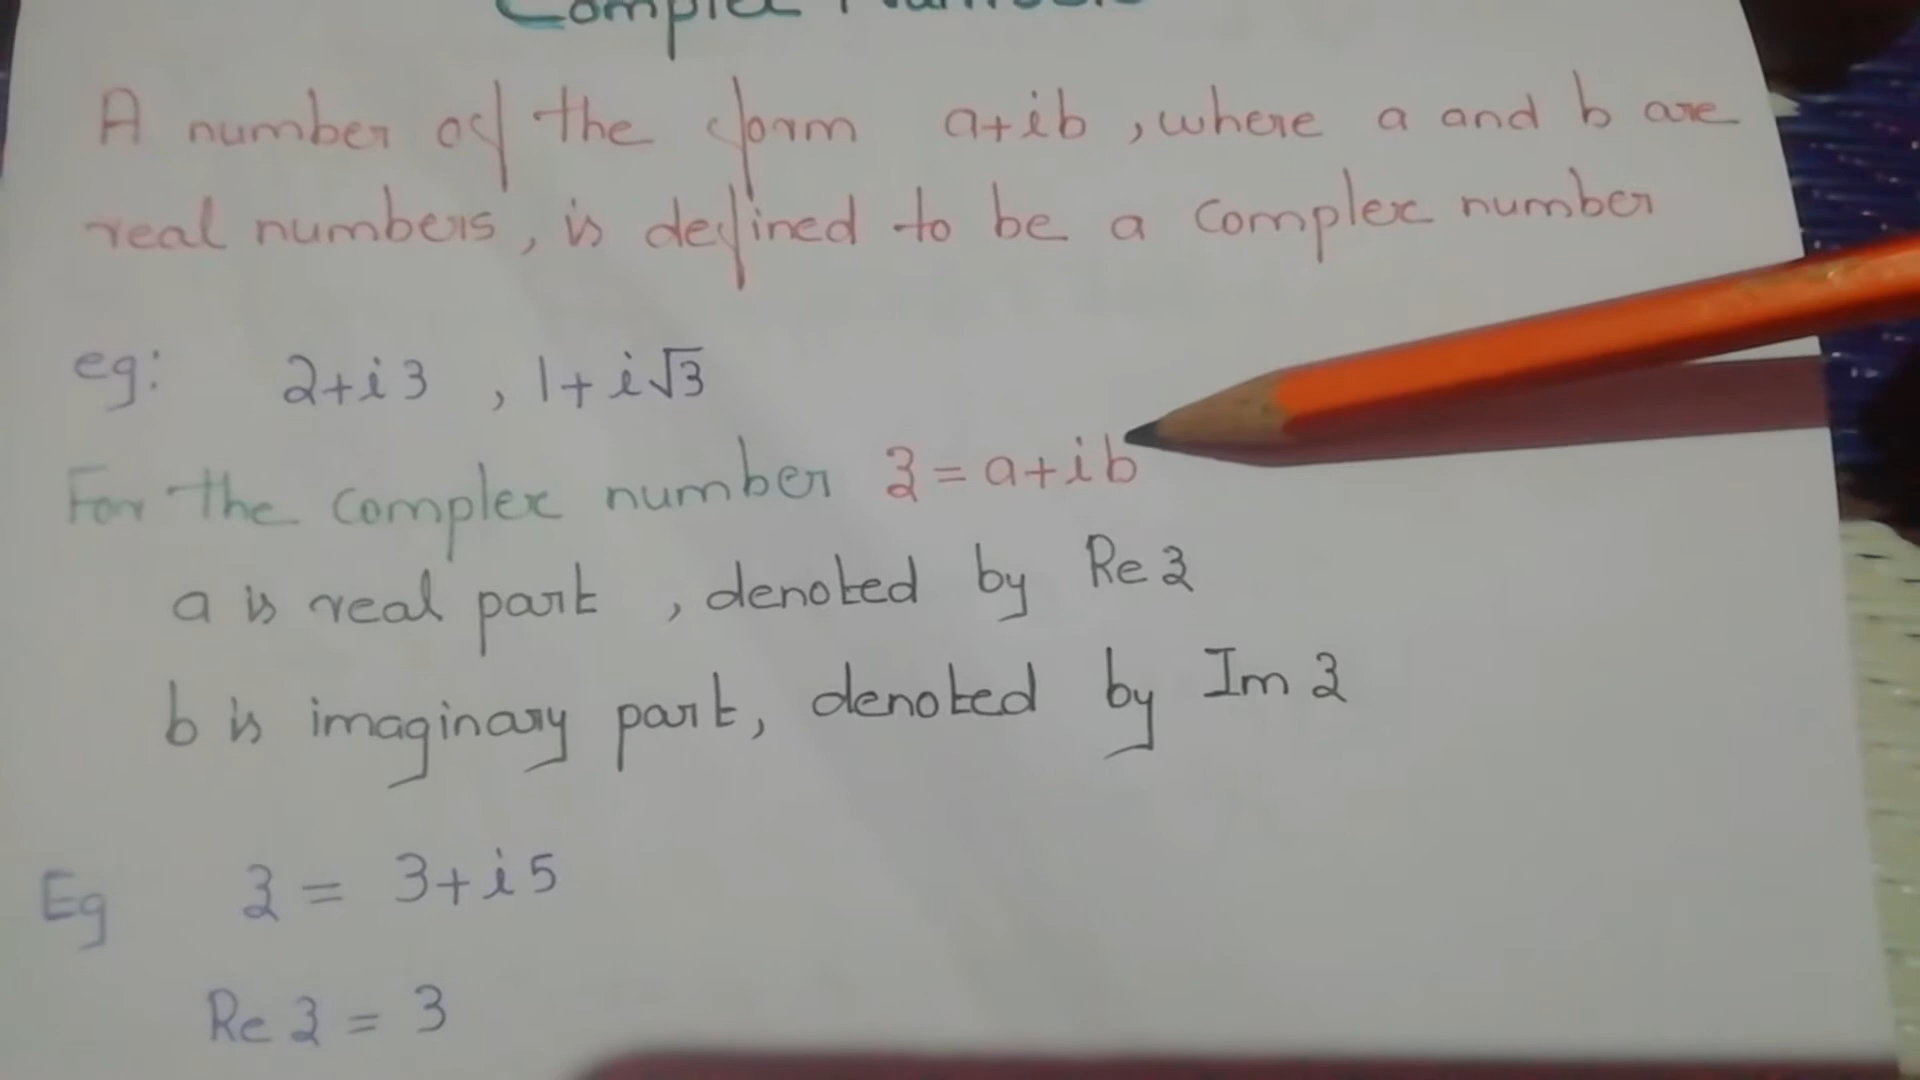 Complex Numbers
A number of the form a+ib, where a and b are
real numbers, is defined to be a complex number
eg: 2+i3, 1+i√3
For the complex number z=a+ib
a is real part, denoted by Re z
b is imaginary part, denoted by Im z
Eg z = 3+i5
Re z = 3